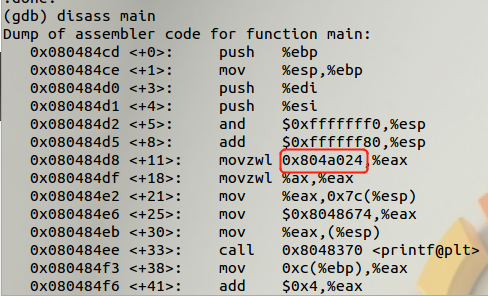 .done.
(gdb) disass main
Dump of assembler code for function main:
0x080484cd <+0>: push %ebp
0x080484ce <+1>: mov %esp,%ebp
0x080484d0 <+3>: push %edi
0x080484d1 <+4>: push %esi
0x080484d2 <+5>: and $0xfffffff0,%esp
0x080484d5 <+8>: add $0xffffff80,%esp
0x080484d8 <+11>: movzwl 0x804a024,%eax
0x080484df <+18>: movzwl %ax,%eax
0x080484e2 <+21>: mov %eax,0x7c(%esp)
0x080484e6 <+25>: mov $0x8048674,%eax
0x080484eb <+30>: mov %eax,(%esp)
0x080484ee <+33>: call 0x8048370 <printf@plt>
0x080484f3 <+38>: mov 0xc(%ebp),%eax
0x080484f6 <+41>: add $0x4,%eax